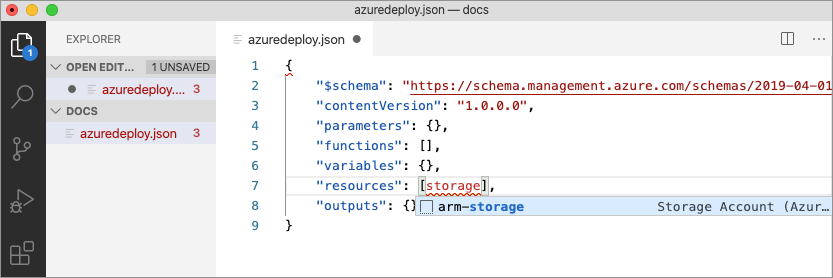 azuredeploy.json — docs
EXPLORER
OPEN EDIT... 1 UNSAVED
azuredeploy.... 3
DOCS
azuredeploy.json 3
1
azuredeploy.json
1 {
2 "$schema": "https://schema.management.azure.com/schemas/2019-04-01
3 "contentVersion": "1.0.0.0",
4 "parameters": {},
5 "functions": [],
6 "variables": {},
7 "resources": [storage],
8 "outputs": {}
arm-storage Storage Account (Azur...
9 }